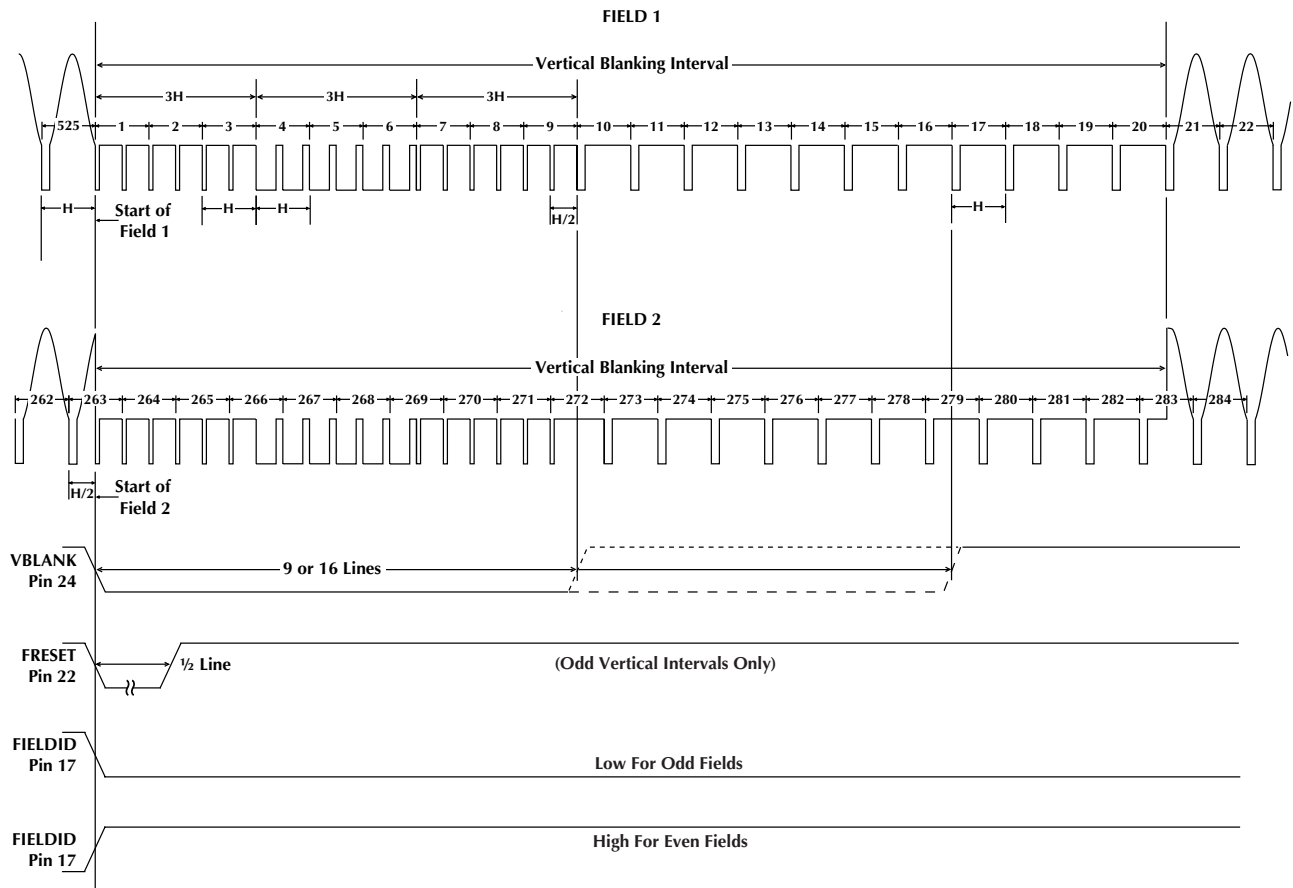 FIELD 1
Vertical Blanking Interval
3H 3H 3H
525 1 2 3 4 5 6 7 8 9 10 11 12 13 14 15 16 17 18 19 20 21 22
H Start of Field 1 H H H/2 H
FIELD 2
Vertical Blanking Interval
262 263 264 265 266 267 268 269 270 271 272 273 274 275 276 277 278 279 280 281 282 283 284
H/2 Start of Field 2
VBLANK
Pin 24
9 or 16 Lines
FRESET
Pin 22
½ Line
(Odd Vertical Intervals Only)
FIELDID
Pin 17
Low For Odd Fields
FIELDID
Pin 17
High For Even Fields